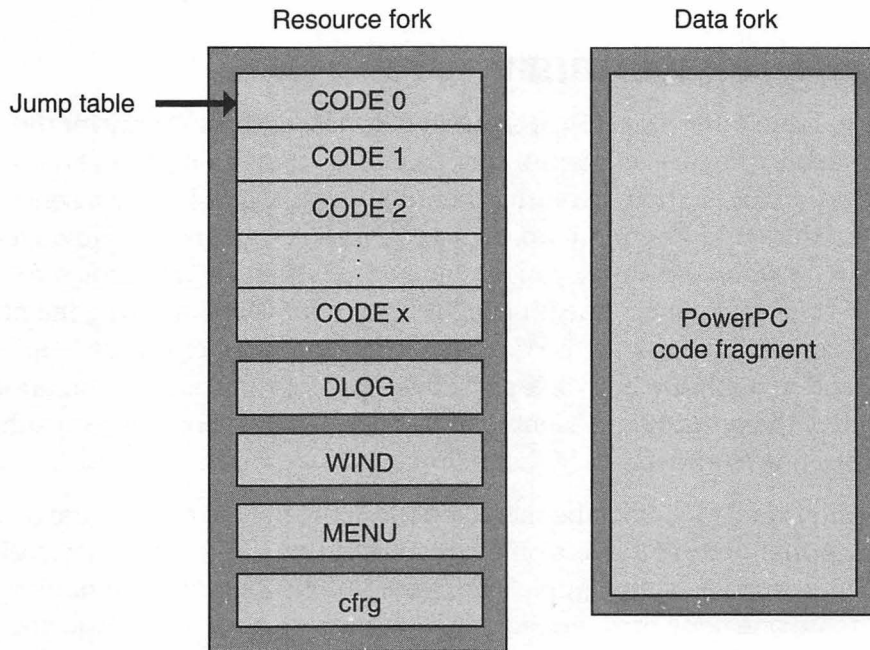 Resource fork
Data fork
Jump table
CODE 0
CODE 1
CODE 2
CODE x
DLOG
WIND
MENU
cfrg
PowerPC
code fragment